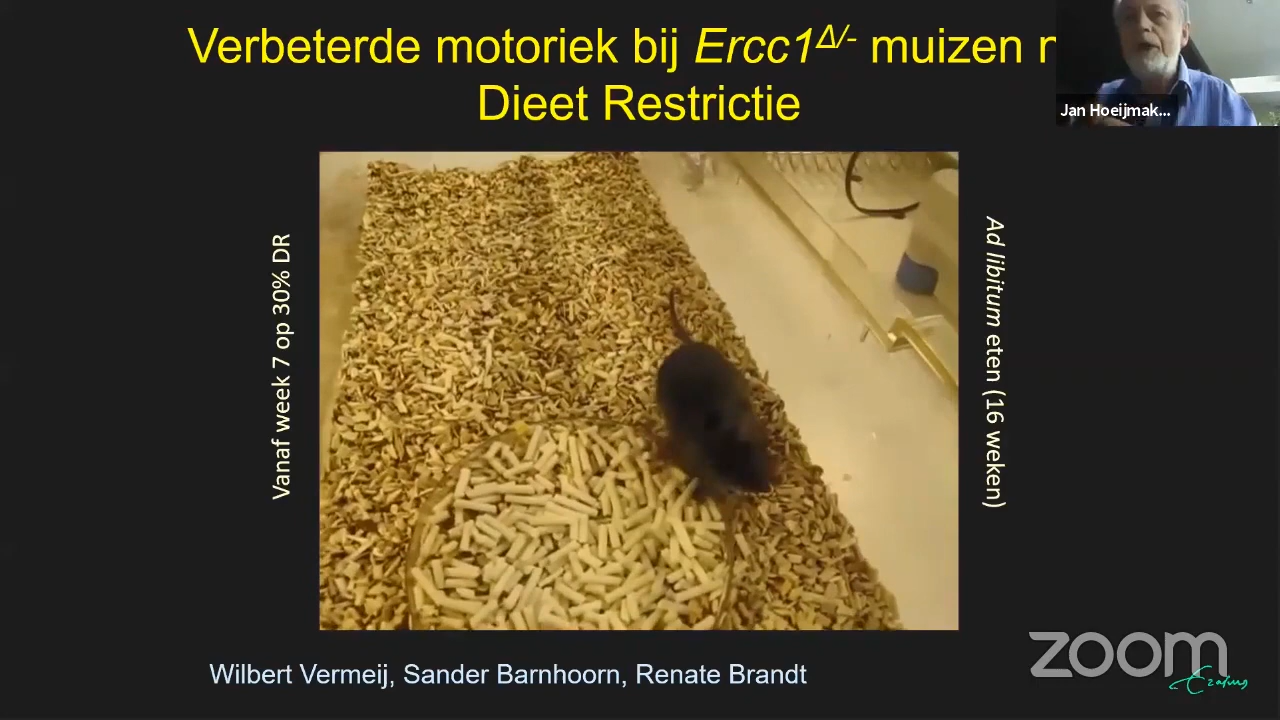 Verbeterde motoriek bij Ercc1Δ/- muizen
Dieet Restrictie
Jan Hoeijmak...
Vanaf week 7 op 30% DR
Ad libitum eten (16 weken)
Wilbert Vermeij, Sander Barnhoorn, Renate Brandt
zoom
Erasmus